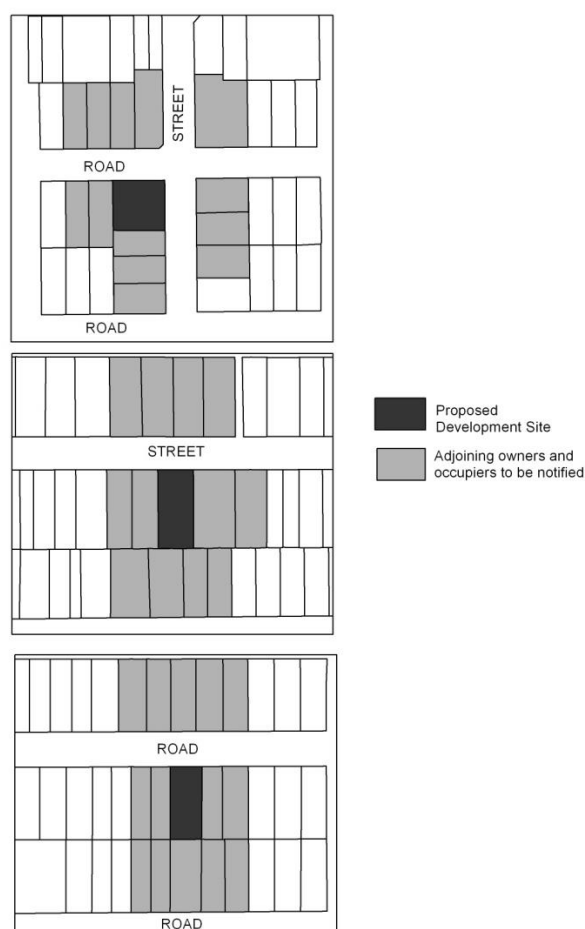 STREET
ROAD
ROAD
STREET
Proposed
Development Site
Adjoining owners and
occupiers to be notified
ROAD
ROAD